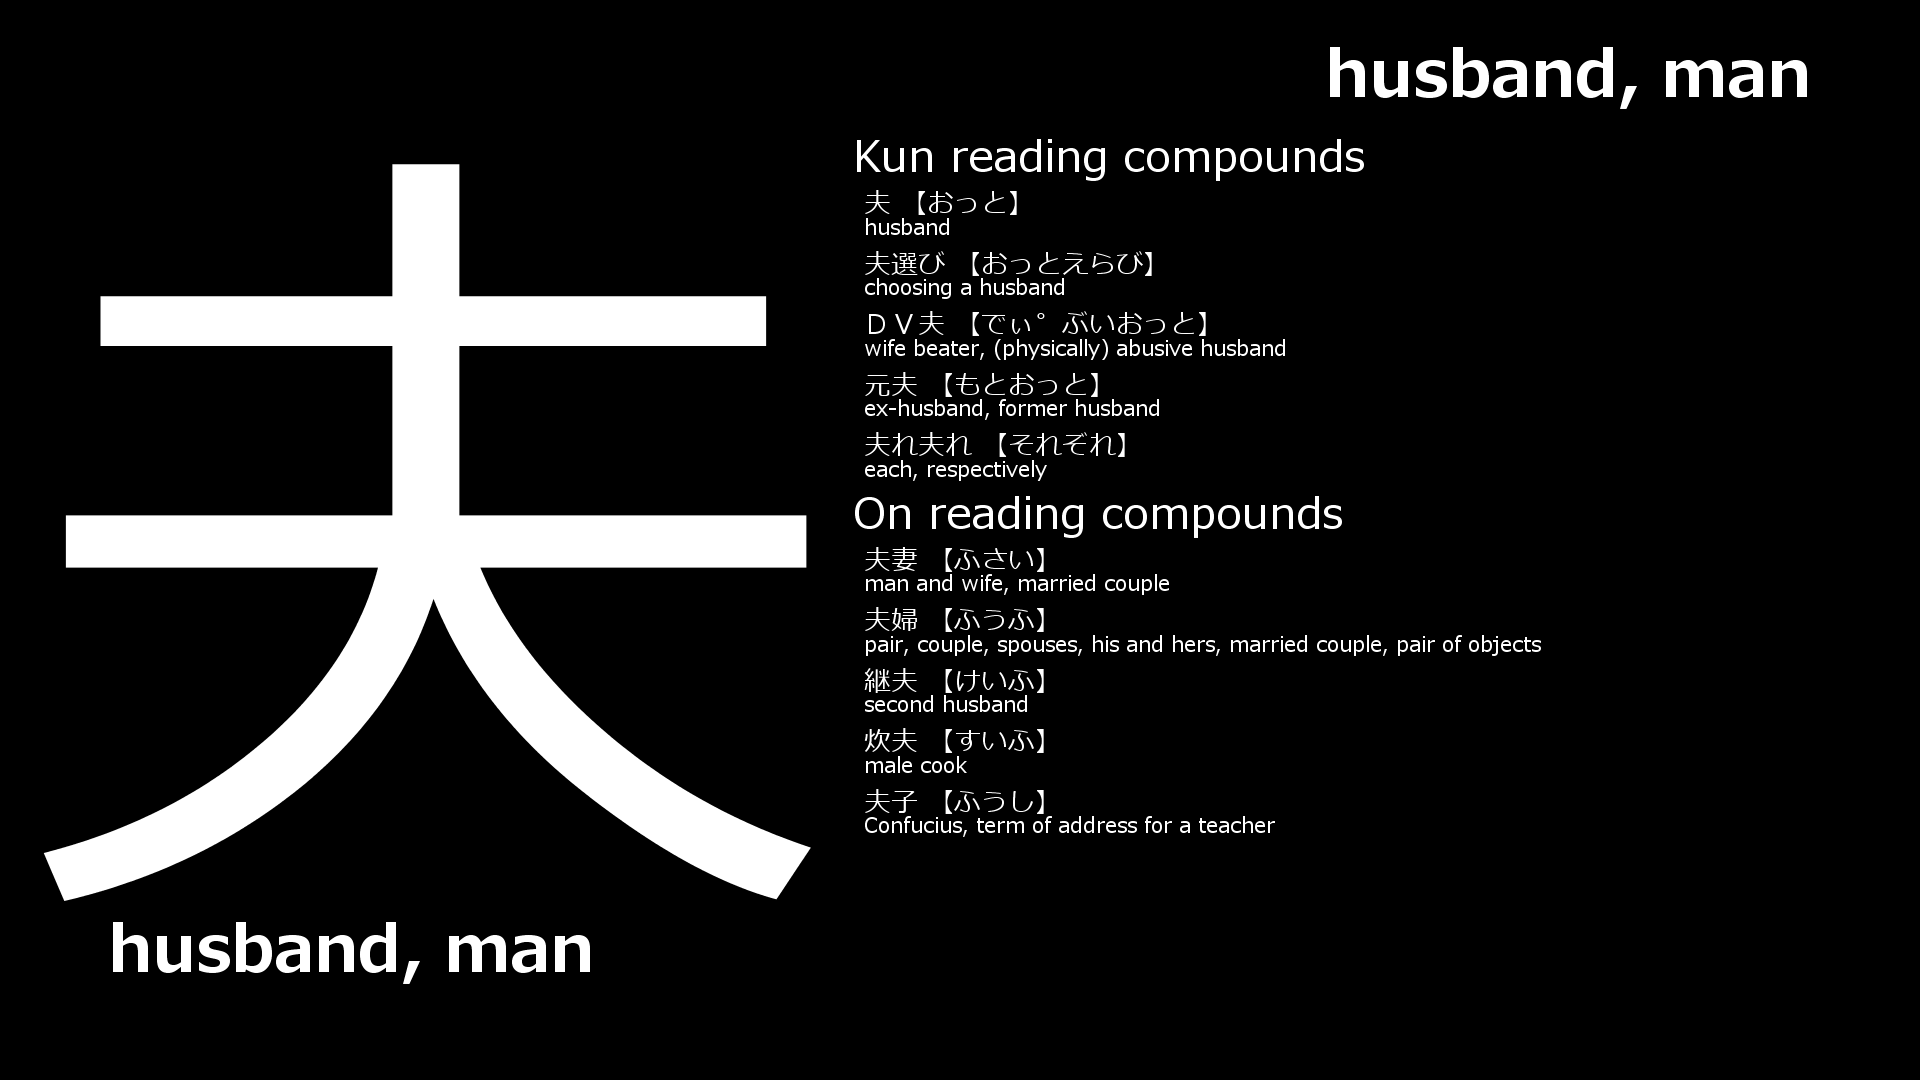 husband, man
夫
husband, man
Kun reading compounds
夫 【おっと】
husband
夫選び 【おっとえらび】
choosing a husband
ＤＶ夫 【でぃ゜ぶいおっと】
wife beater, (physically) abusive husband
元夫 【もとおっと】
ex-husband, former husband
夫れ夫れ 【それぞれ】
each, respectively
On reading compounds
夫妻 【ふさい】
man and wife, married couple
夫婦 【ふうふ】
pair, couple, spouses, his and hers, married couple, pair of objects
継夫 【けいふ】
second husband
炊夫 【すいふ】
male cook
夫子 【ふうし】
Confucius, term of address for a teacher